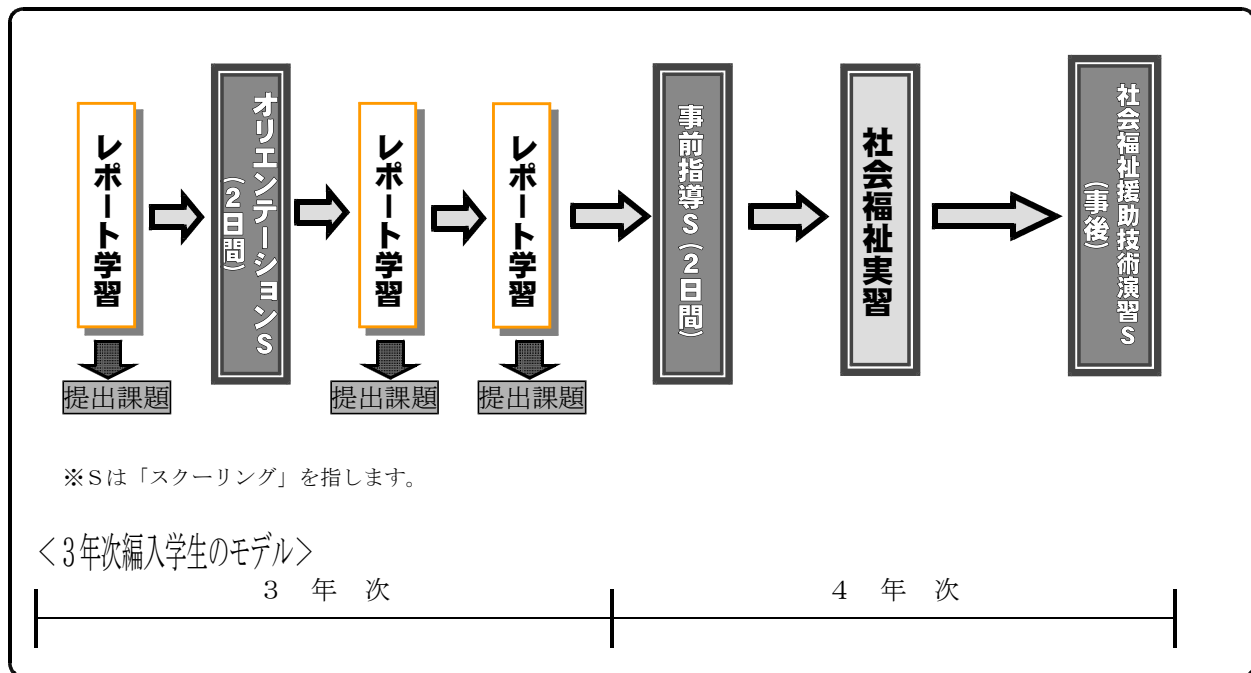 レポート学習
オリエンテーションS
(2日間)
レポート学習
レポート学習
事前指導S(2日間)
社会福祉実習
社会福祉援助技術演習S
(事後)
提出課題
提出課題
提出課題
※Sは「スクーリング」を指します。
<3年次編入学生のモデル>
3 年 次
4 年 次